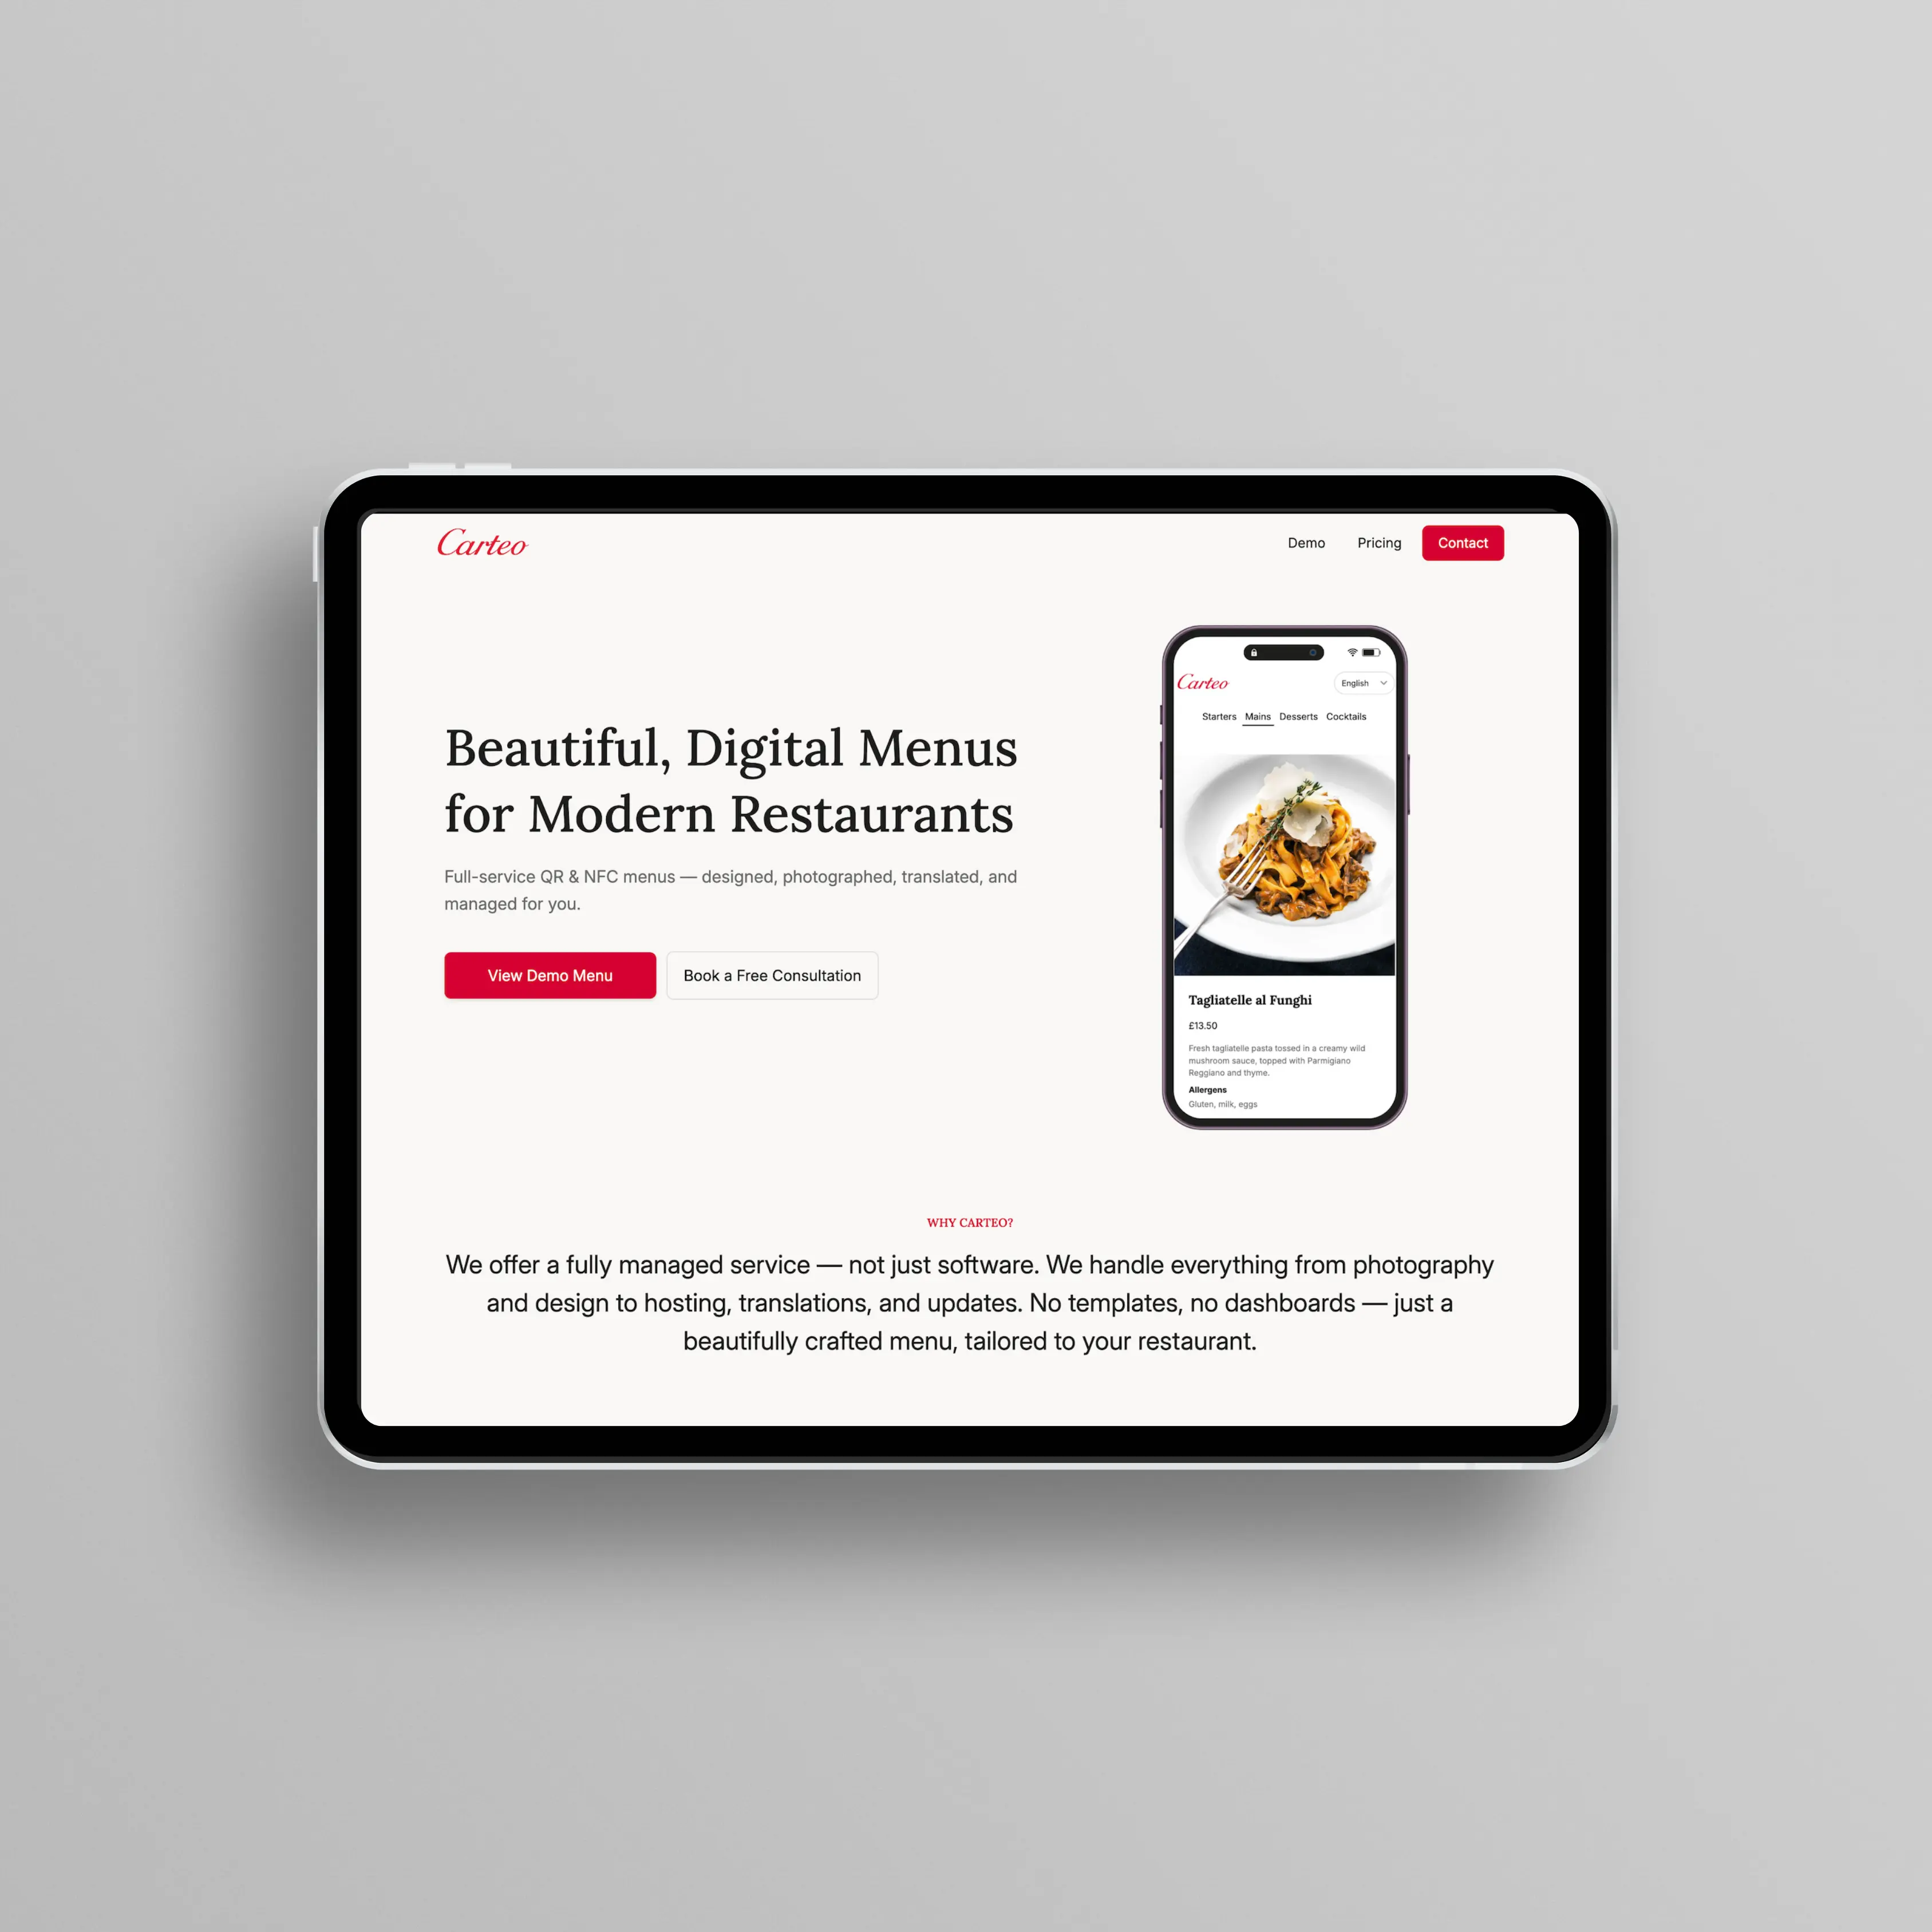 Carteo
Demo
Pricing
Contact
Beautiful, Digital Menus
for Modern Restaurants
Full-service QR & NFC menus — designed, photographed, translated, and
managed for you.
View Demo Menu
Book a Free Consultation
Carteo
English
Starters
Mains
Desserts
Cocktails
Tagliatelle al Funghi
£13.50
Fresh tagliatelle pasta tossed in a creamy wild
mushroom sauce, topped with Parmigiano
Reggiano and thyme.
Allergens
Gluten, milk, eggs
WHY CARTEO?
We offer a fully managed service — not just software. We handle everything from photography
and design to hosting, translations, and updates. No templates, no dashboards — just a
beautifully crafted menu, tailored to your restaurant.